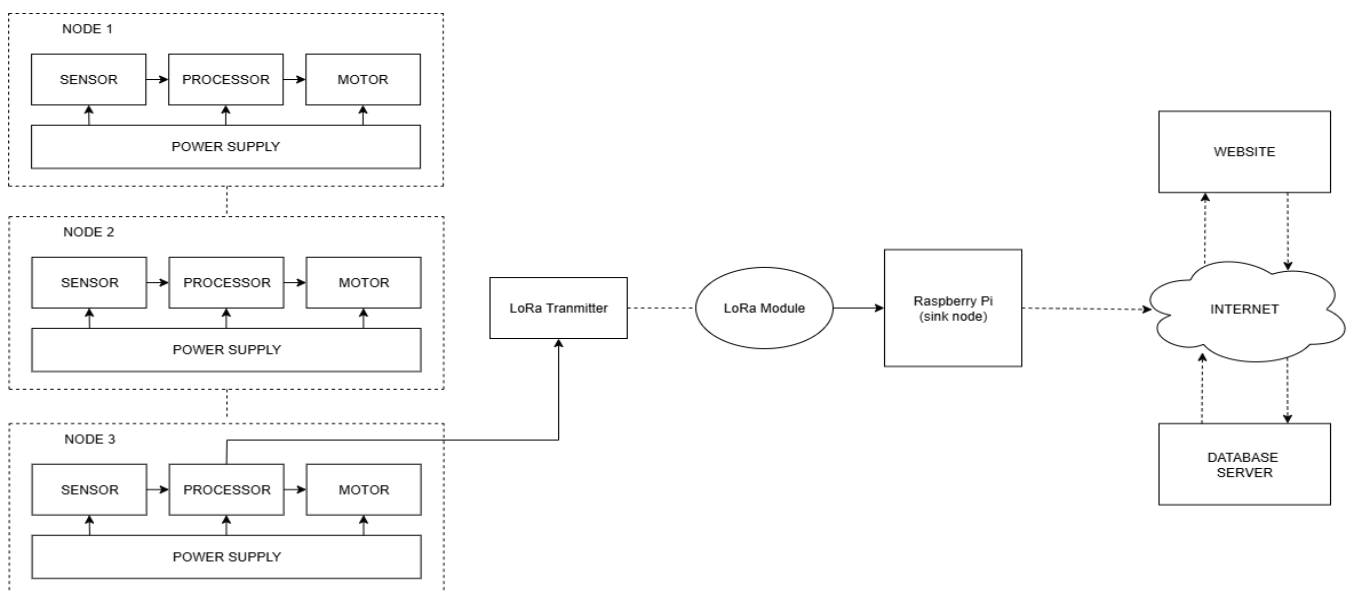 NODE 1
SENSOR
PROCESSOR
MOTOR
POWER SUPPLY
NODE 2
SENSOR
PROCESSOR
MOTOR
POWER SUPPLY
NODE 3
SENSOR
PROCESSOR
MOTOR
POWER SUPPLY
LoRa Tranmitter
LoRa Module
Raspberry Pi
(sink node)
WEBSITE
INTERNET
DATABASE
SERVER